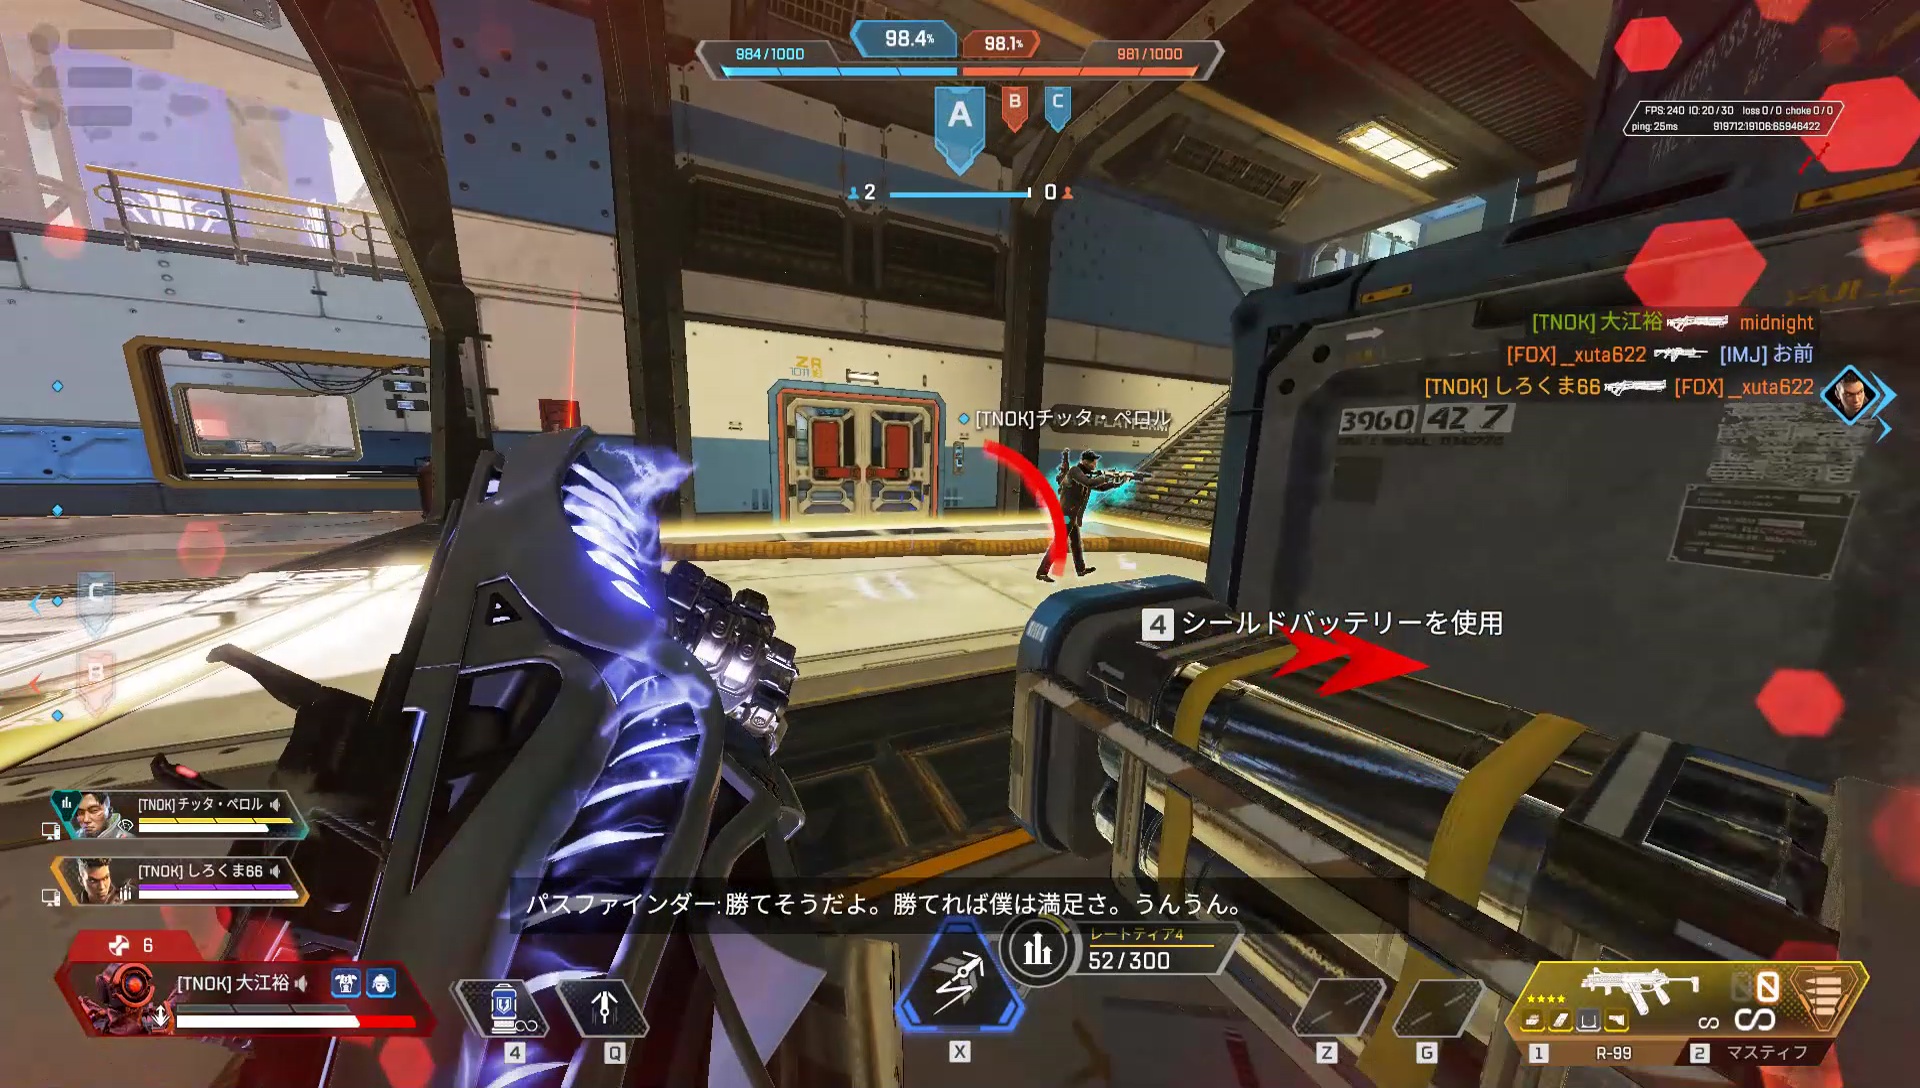 984/1000
98.4%
98.1%
981/1000
A
B
C
2
0
FPS:240 IO:20/30 loss 0/0 choke 0/0
ping:25ms
[TNOK] 大江裕 midnight
[FOX]__xuta622 [IMJ] お前
[TNOK] しろくま66 [FOX]__xuta622
ZR
3960 42 7
[TNOK]チッタ・ペロル
4 シールドバッテリーを使用
C
B
[TNOK]チッタ・ペロル
[TNOK] しろくま66
6
[TNOK] 大江裕
パスファインダー: 勝てそうだよ。勝てれば僕は満足さ。うんうん。
レートティア4
52/300
4
Q
X
Z
G
0
∞
∞
1 R-99
2 マスティフ